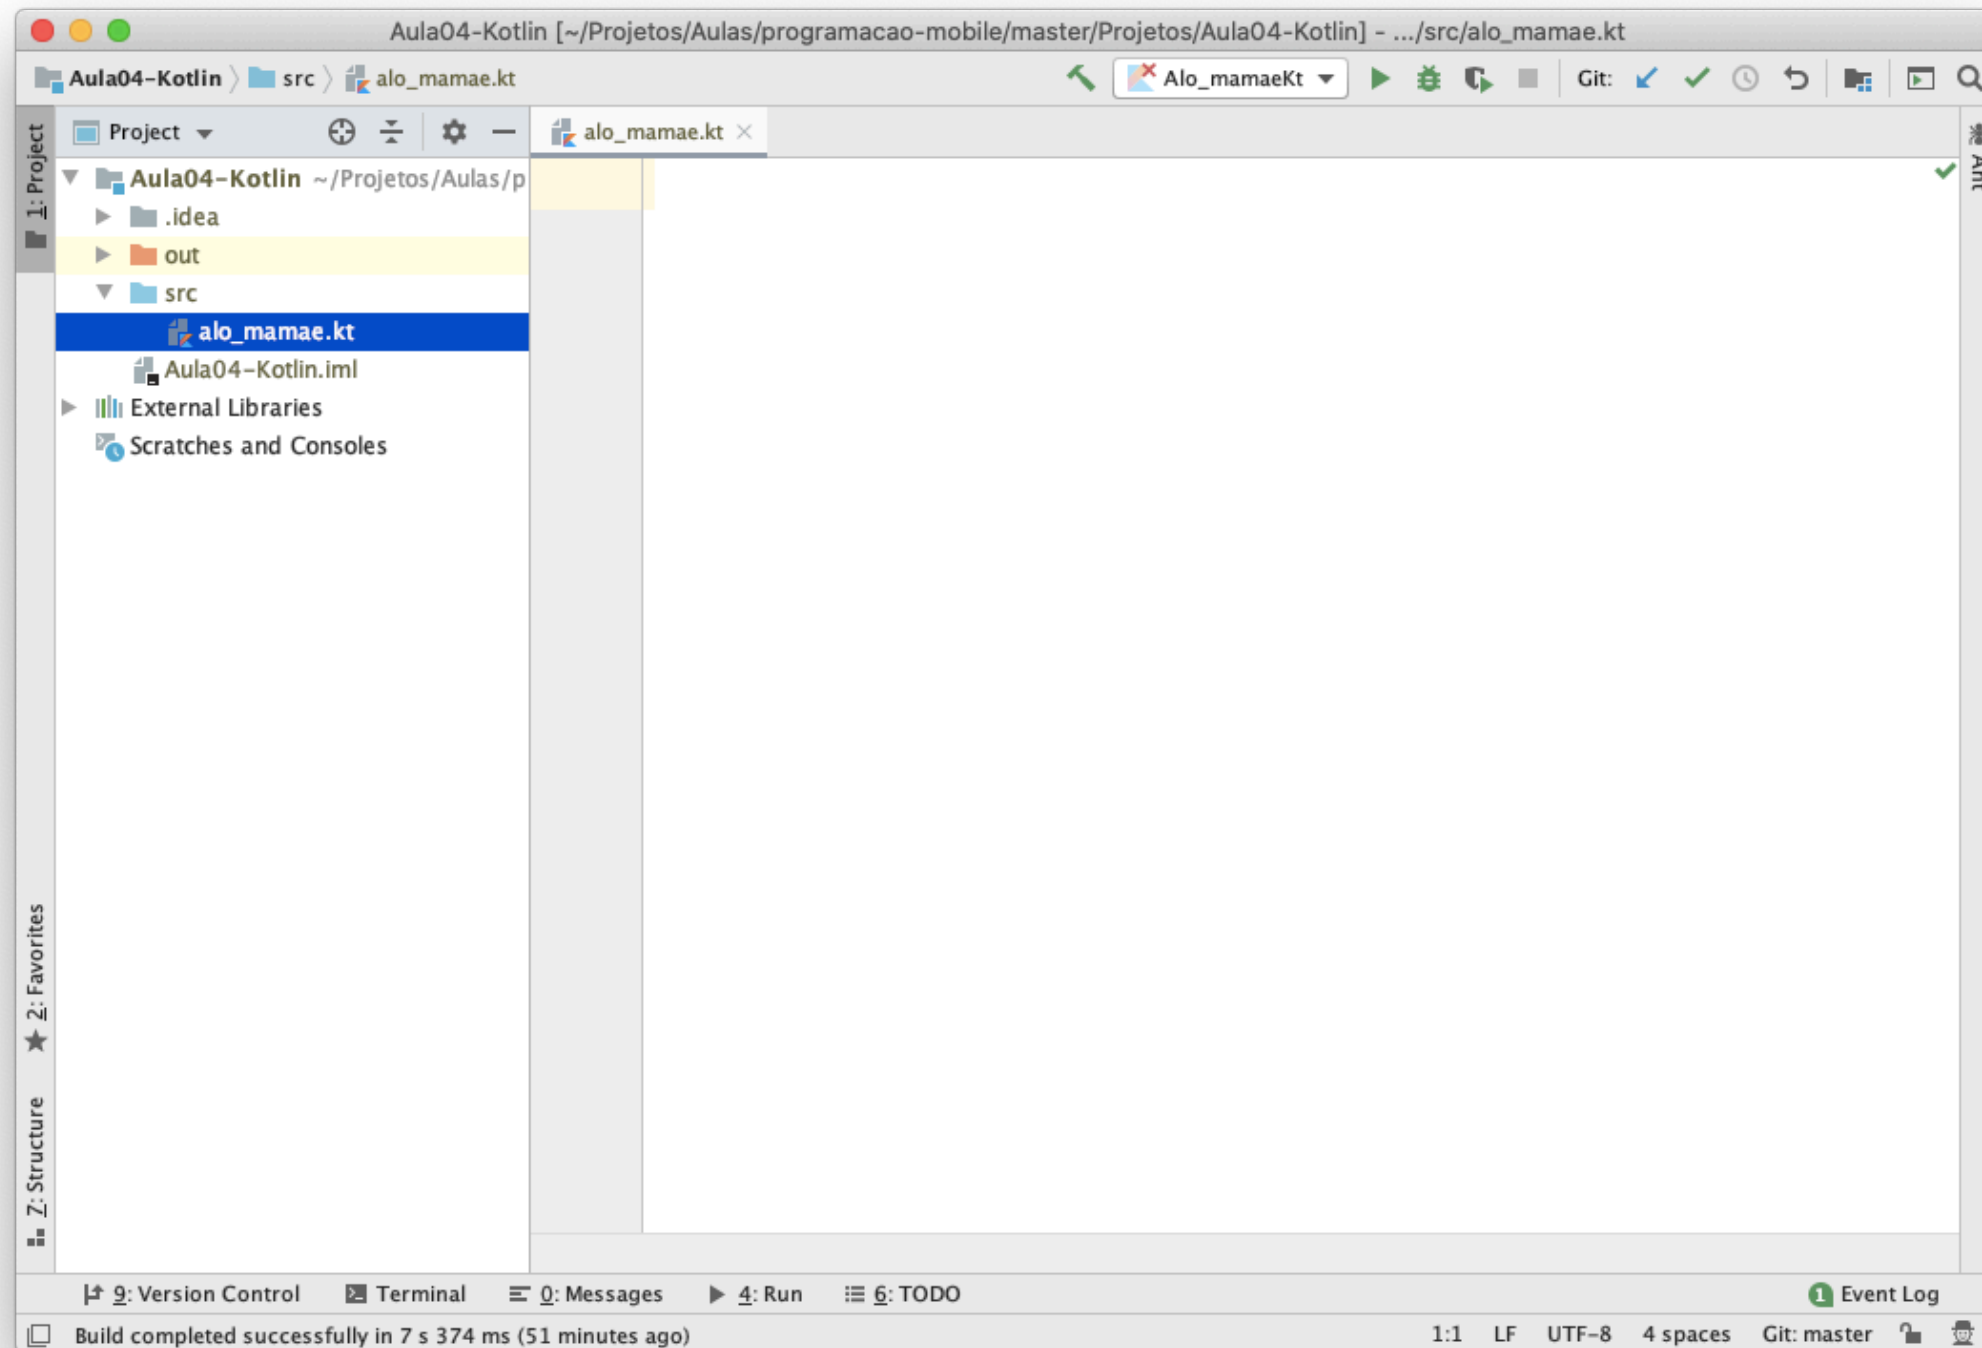 Aula04-Kotlin [~/Projetos/Aulas/programacao-mobile/master/Projetos/Aula04-Kotlin] - .../src/alo_mamae.kt
Aula04-Kotlin src alo_mamae.kt Alo_mamaeKt Git:
1: Project
Project
alo_mamae.kt
Ant
Aula04-Kotlin ~/Projetos/Aulas/p
.idea
out
src
alo_mamae.kt
Aula04-Kotlin.iml
External Libraries
Scratches and Consoles
2: Favorites
Z: Structure
9: Version Control Terminal 0: Messages 4: Run 6: TODO 1 Event Log
Build completed successfully in 7 s 374 ms (51 minutes ago) 1:1 LF UTF-8 4 spaces Git: master